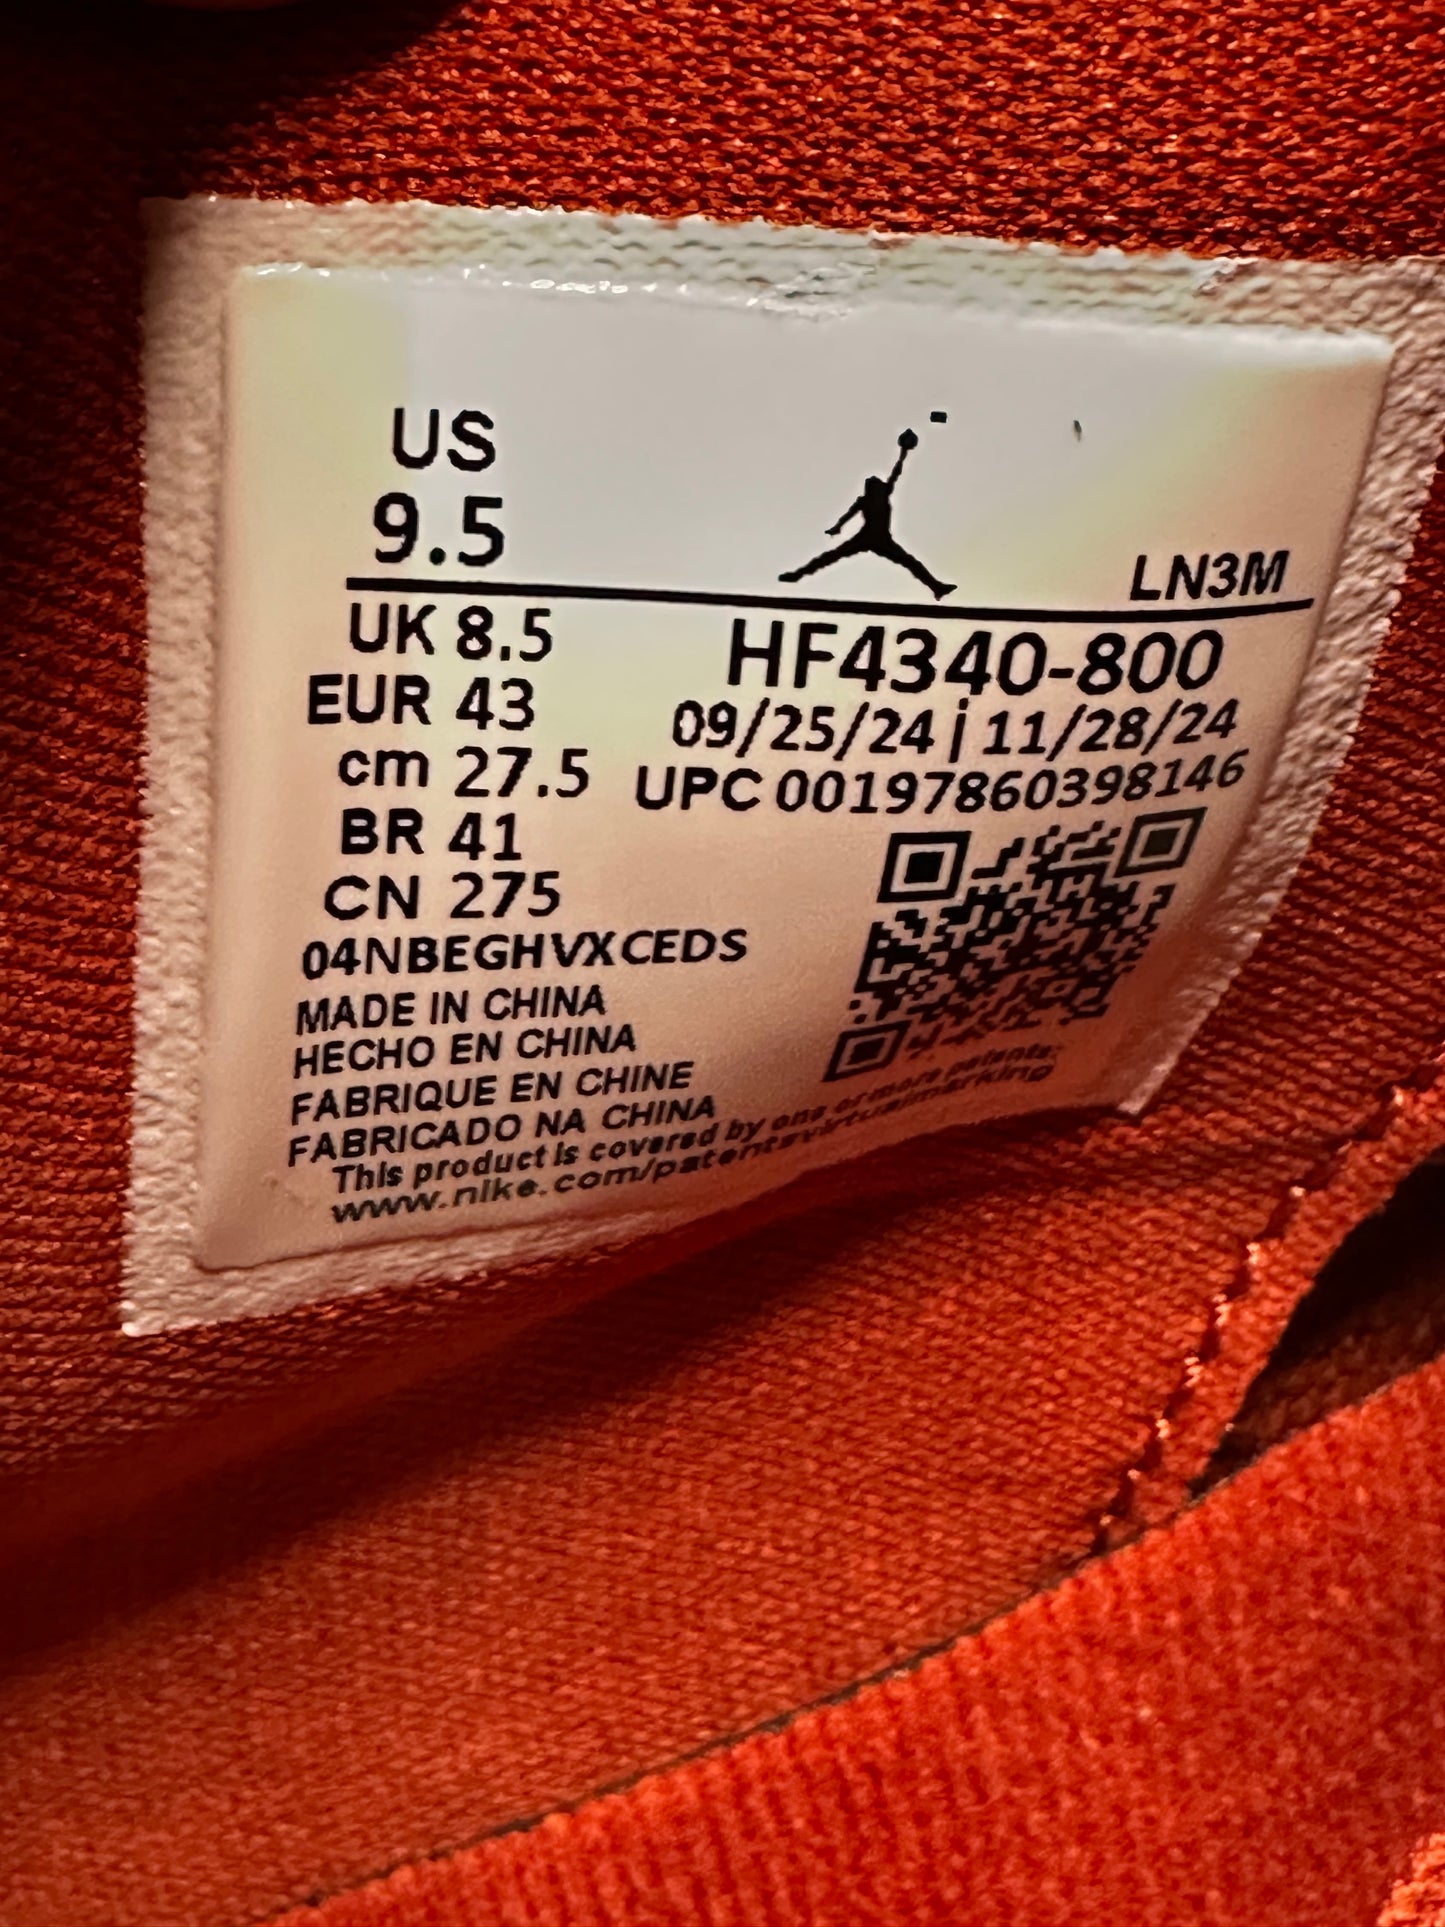 US
9.5
LN3M
UK 8.5
EUR 43
cm 27.5
BR 41
CN 275
HF4340-800
09/25/24 | 11/28/24
UPC 00197860398146
04NBEGHVXCEDS
MADE IN CHINA
HECHO EN CHINA
FABRIQUE EN CHINE
FABRICADO NA CHINA
This product is covered by one or more patents:
www.nike.com/patentsvirtualmarking